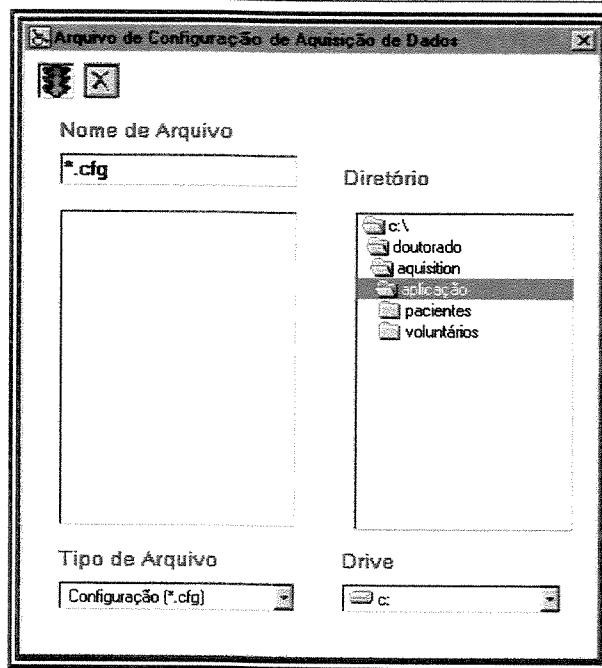 Arquivo de Configuração de Aquisição de Dados
Nome de Arquivo
*.cfg
Diretório
c:\
doutorado
aquisition
aplicação
pacientes
voluntários
Tipo de Arquivo
Configuração (*.cfg)
Drive
c: